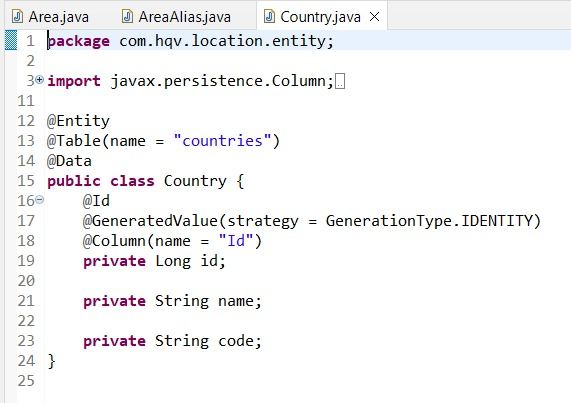 Area.java AreaAlias.java Country.java
1 package com.hqv.location.entity;
2
3 import javax.persistence.Column;
11
12 @Entity
13 @Table(name = "countries")
14 @Data
15 public class Country {
16 @Id
17 @GeneratedValue(strategy = GenerationType.IDENTITY)
18 @Column(name = "Id")
19 private Long id;
20
21 private String name;
22
23 private String code;
24 }
25